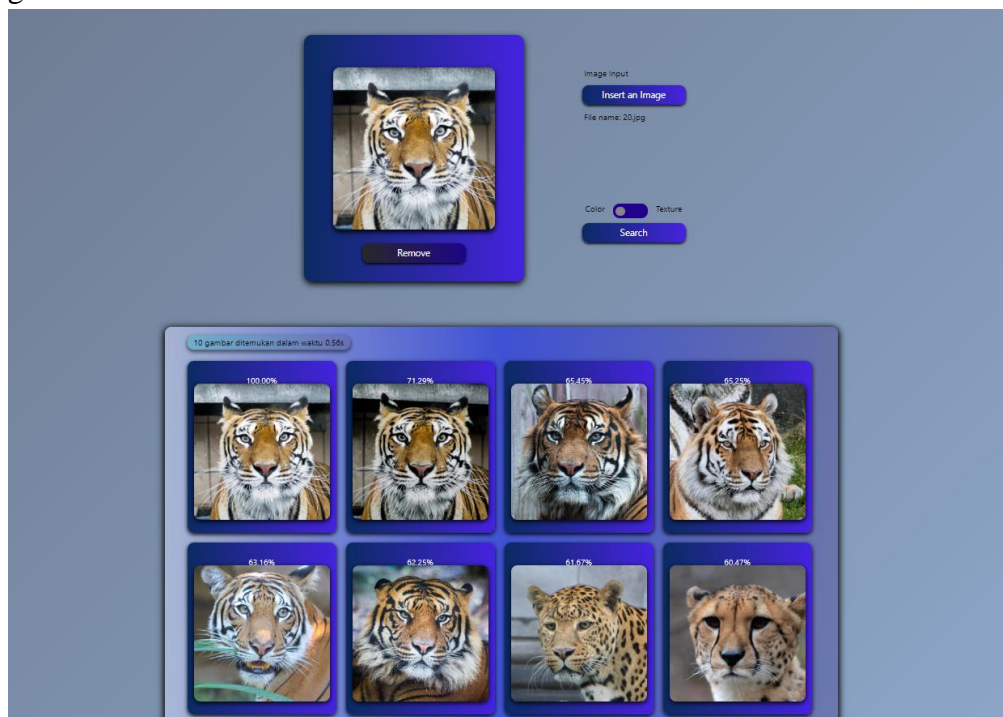 Image Input
Insert an Image
File name: 20.jpg
Color Texture
Search
Remove
10 gambar ditemukan dalam waktu 0.56s
100.00% 71.29% 65.45% 65.25%
63.16% 62.25% 61.67% 60.47%